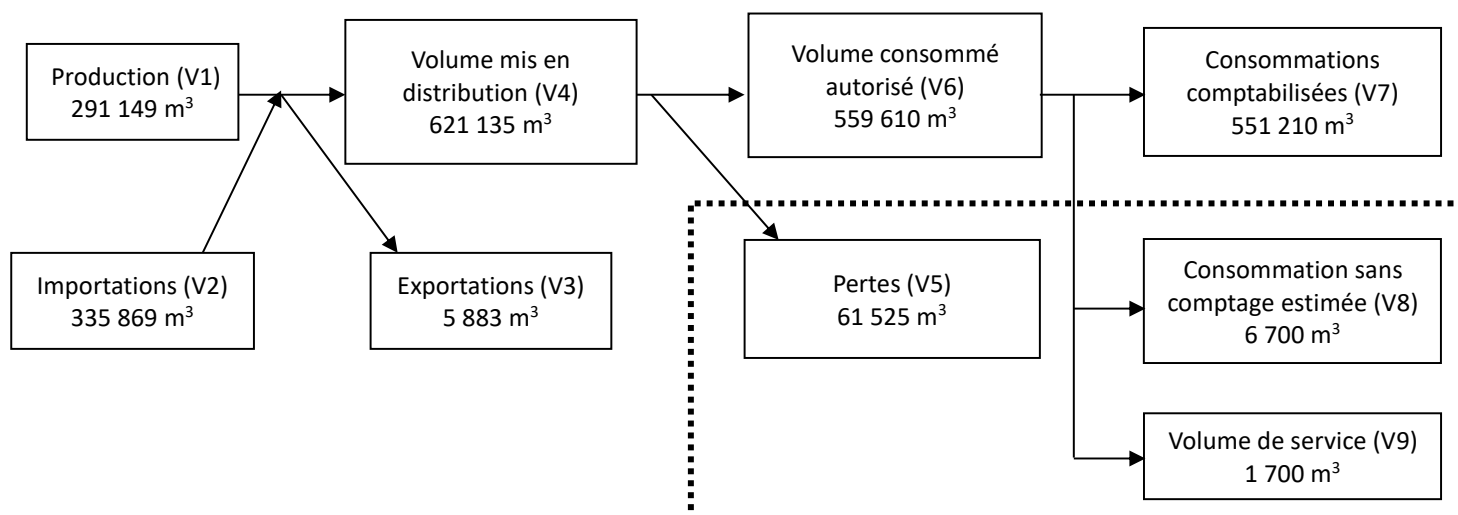 Production (V1)
291 149 m³
Volume mis en
distribution (V4)
621 135 m³
Volume consommé
autorisé (V6)
559 610 m³
Consommations
comptabilisées (V7)
551 210 m³
Importations (V2)
335 869 m³
Exportations (V3)
5 883 m³
Pertes (V5)
61 525 m³
Consommation sans
comptage estimée (V8)
6 700 m³
Volume de service (V9)
1 700 m³